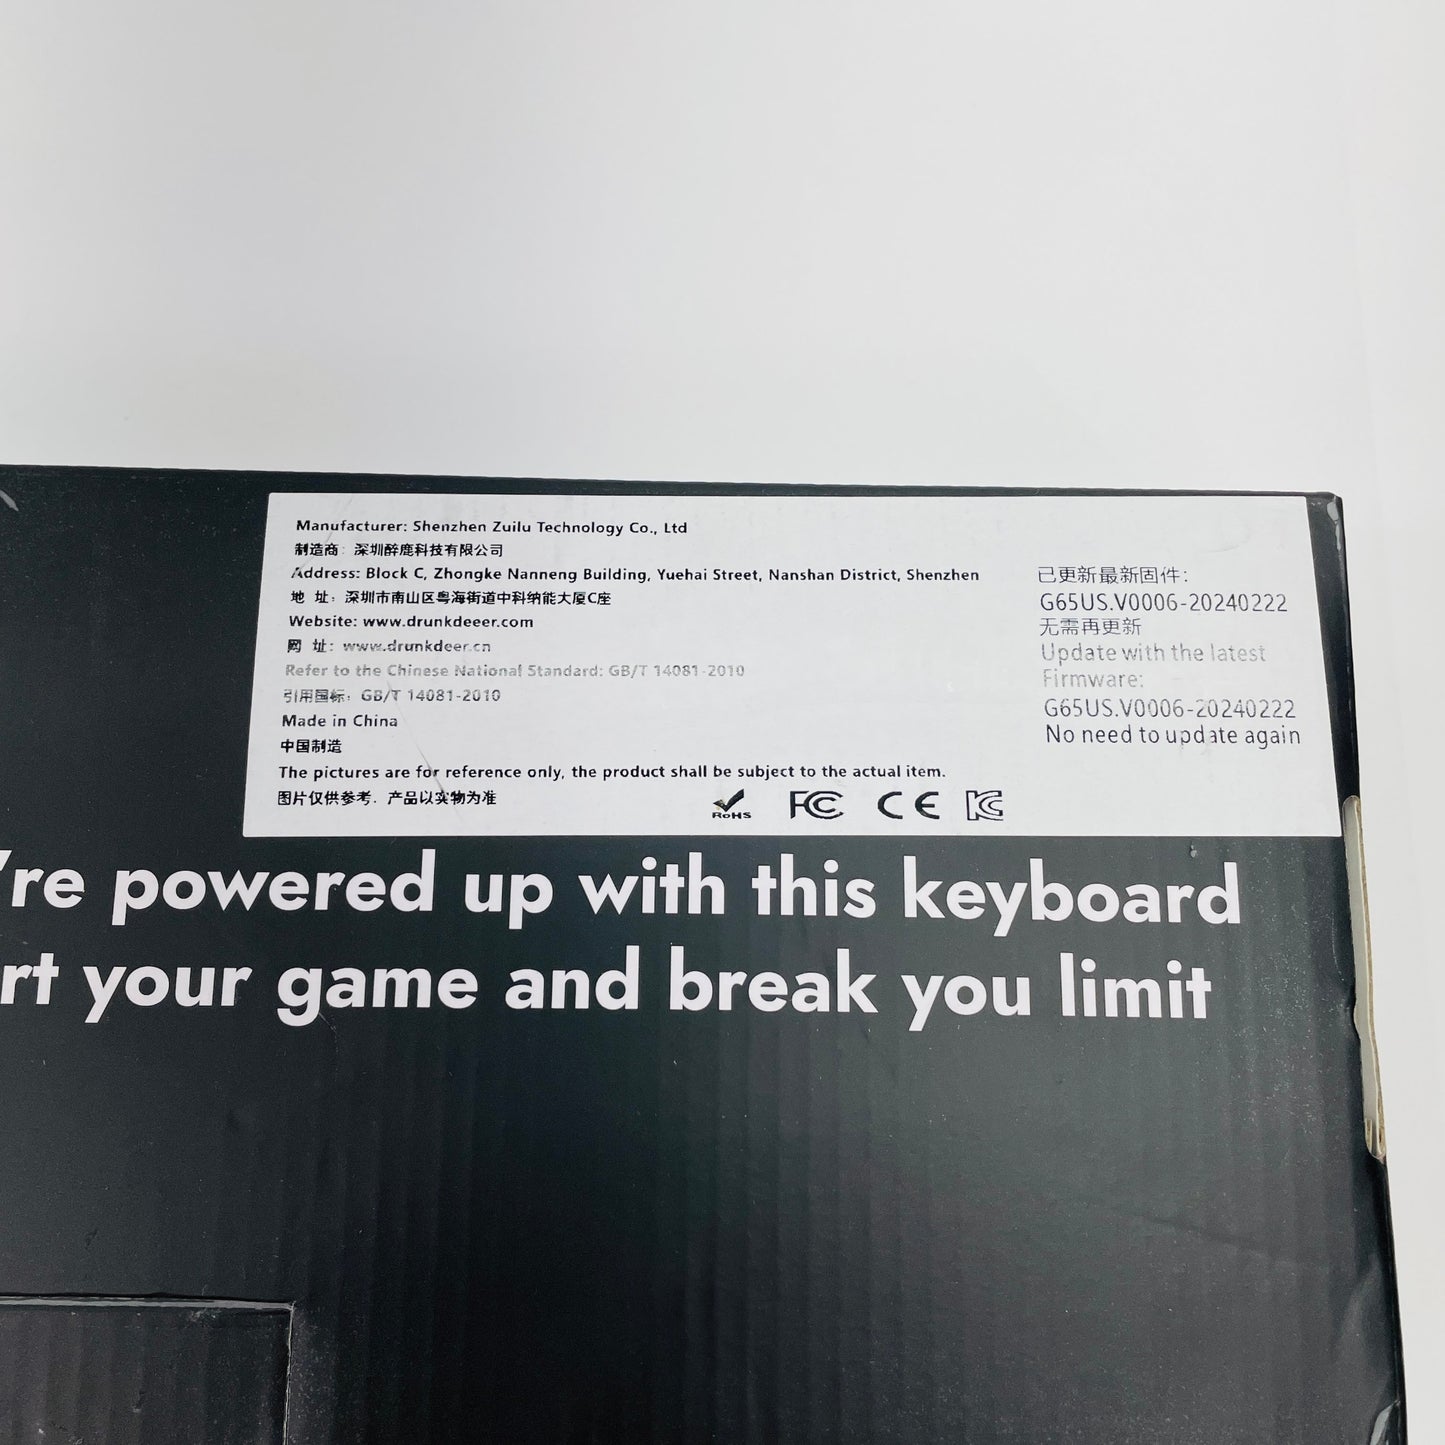 Manufacturer: Shenzhen Zuilu Technology Co., Ltd
制造商: 深圳醉鹿科技有限公司
Address: Block C, Zhongke Nanneng Building, Yuehai Street, Nanshan District, Shenzhen
地 址: 深圳市南山区粤海街道中科纳能大厦C座
Website: www.drunkdeeer.com
网 址: www.drunkdeer.cn
Refer to the Chinese National Standard: GB/T 14081-2010
引用国标: GB/T 14081-2010
Made in China
中国制造
The pictures are for reference only, the product shall be subject to the actual item.
图片仅供参考. 产品以实物为准
RoHS FC CE KC
已更新最新固件:
G65US.V0006-20240222
无需再更新
Update with the latest
Firmware:
G65US.V0006-20240222
No need to update again
're powered up with this keyboard
rt your game and break you limit